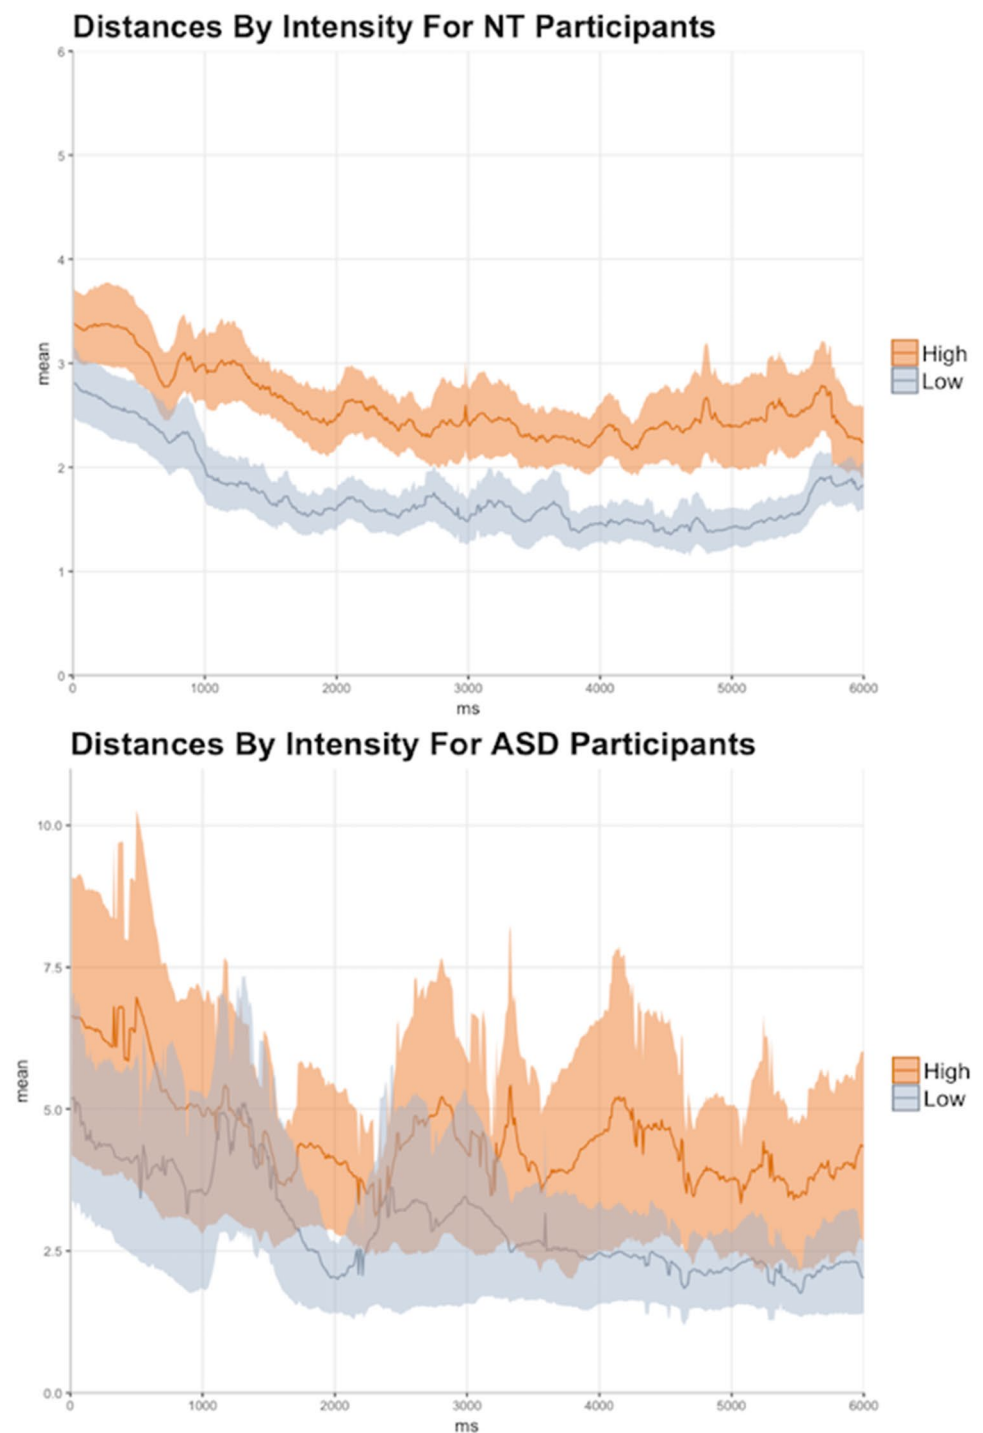 Distances By Intensity For NT Participants
6
5
4
3
2
1
0
mean
0 1000 2000 3000 4000 5000 6000
ms
High
Low
Distances By Intensity For ASD Participants
10.0
7.5
5.0
2.5
0.0
mean
0 1000 2000 3000 4000 5000 6000
ms
High
Low